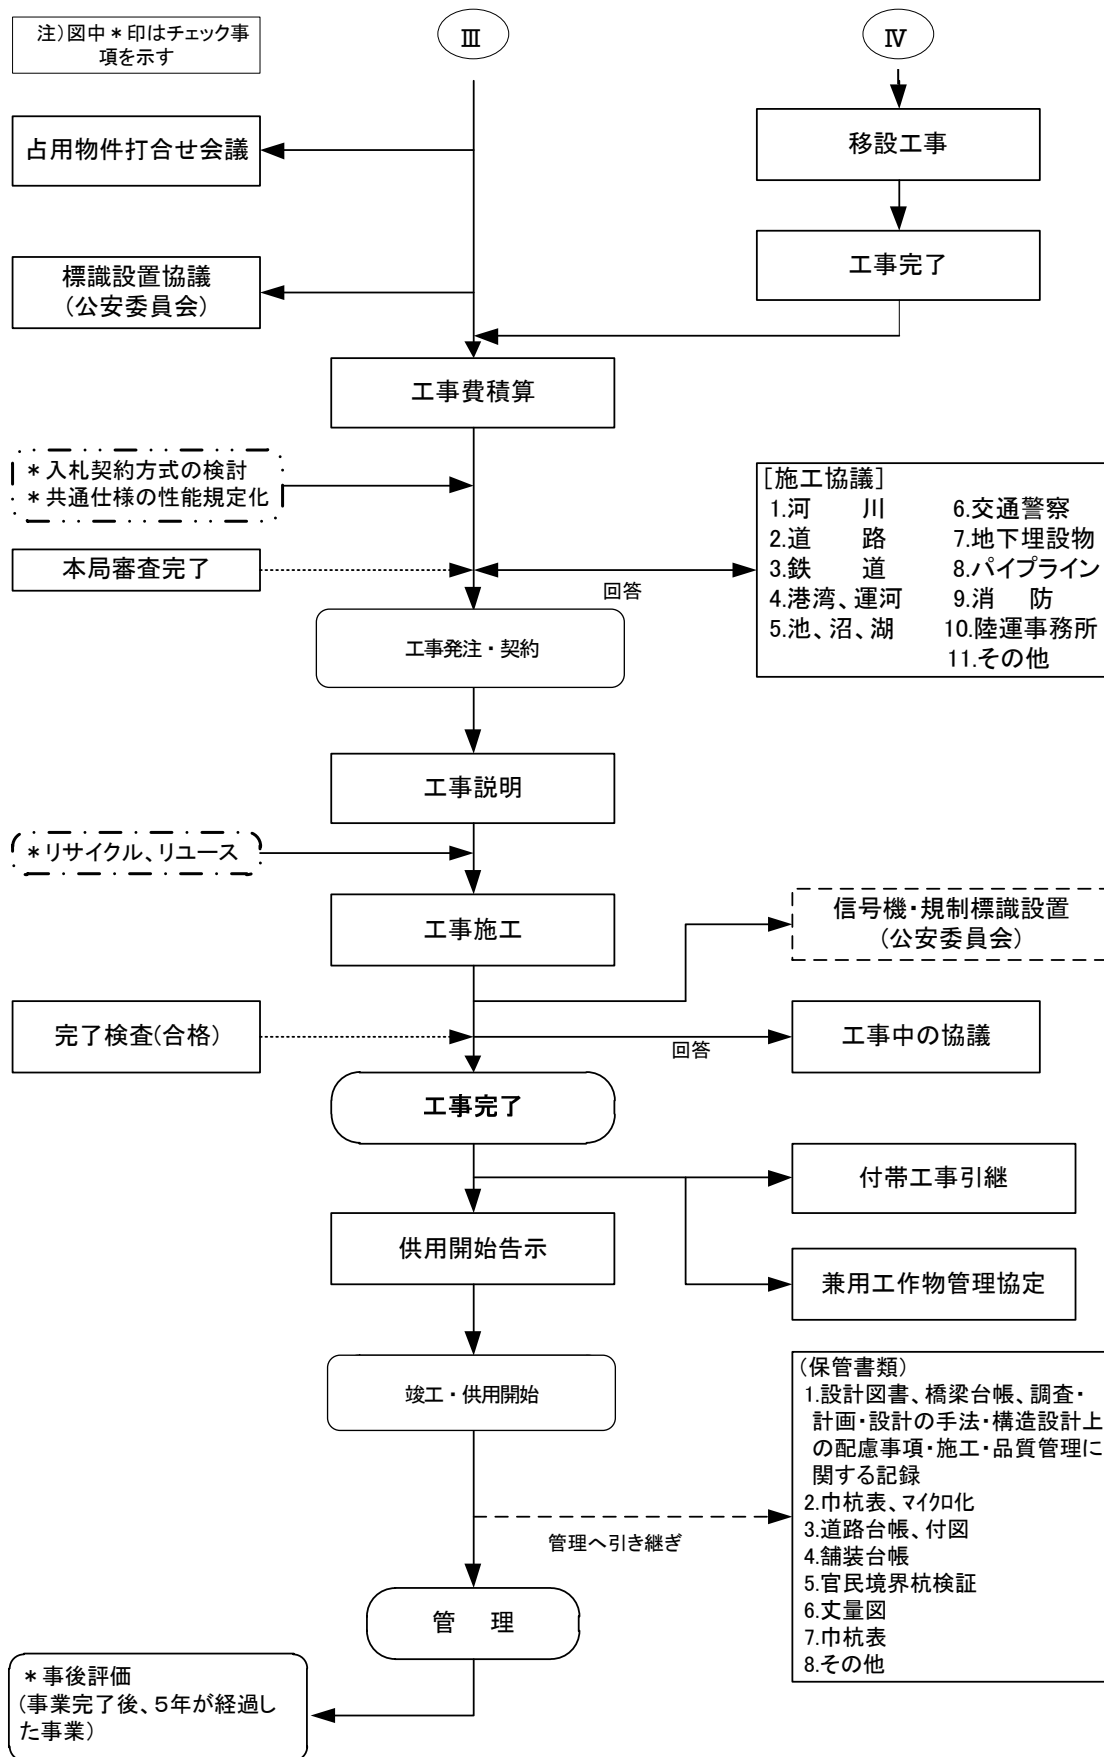 注)図中*印はチェック事
項を示す
Ⅲ
Ⅳ
占用物件打合せ会議
移設工事
標識設置協議
(公安委員会)
工事完了
工事費積算
*入札契約方式の検討
*共通仕様の性能規定化
本局審査完了
回答
[施工協議]
1.河 川
2.道 路
3.鉄 道
4.港湾、運河
5.池、沼、湖
6.交通警察
7.地下埋設物
8.パイプライン
9.消 防
10.陸運事務所
11.その他
工事発注・契約
工事説明
*リサイクル、リユース
工事施工
信号機・規制標識設置
(公安委員会)
完了検査(合格)
回答
工事中の協議
工事完了
付帯工事引継
供用開始告示
兼用工作物管理協定
竣工・供用開始
(保管書類)
1.設計図書、橋梁台帳、調査・
計画・設計の手法・構造設計上
の配慮事項・施工・品質管理に
関する記録
2.巾杭表、マイクロ化
3.道路台帳、付図
4.舗装台帳
5.官民境界杭検証
6.丈量図
7.巾杭表
8.その他
管理へ引き継ぎ
管 理
*事後評価
(事業完了後、5年が経過し
た事業)